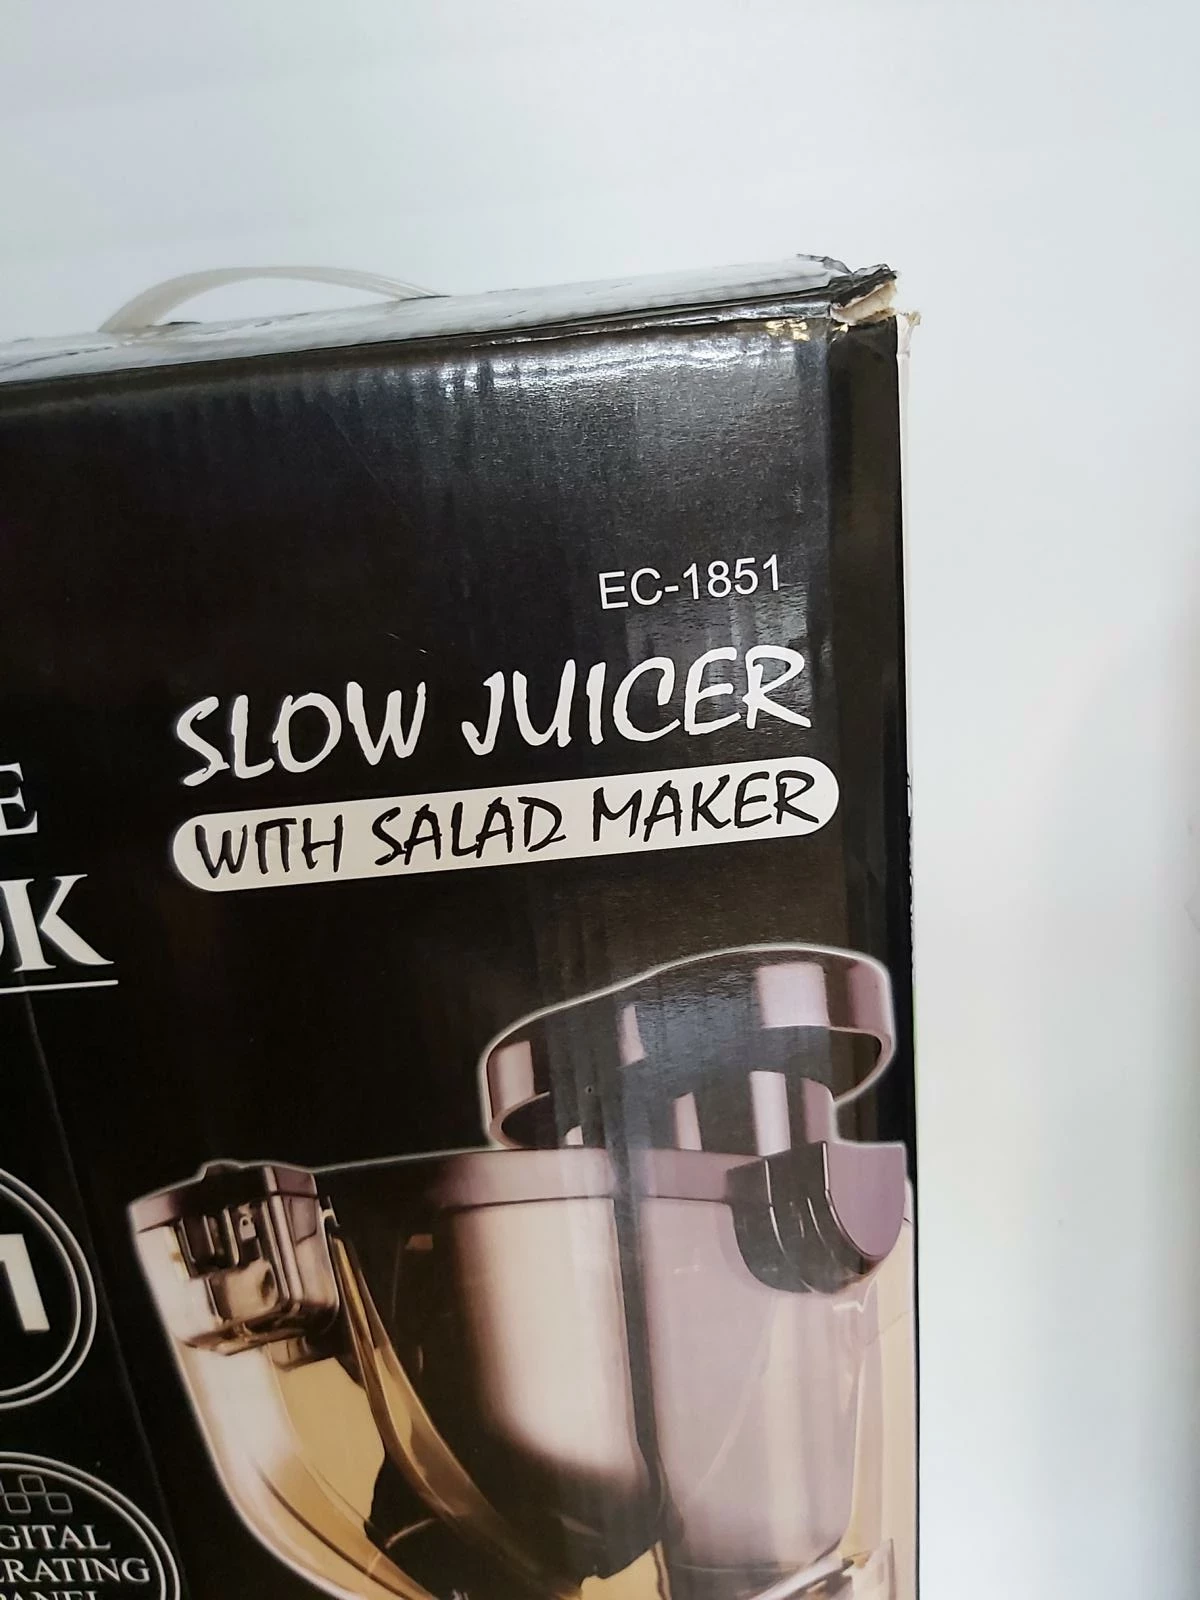 EC-1851
SLOW JUICER
WITH SALAD MAKER